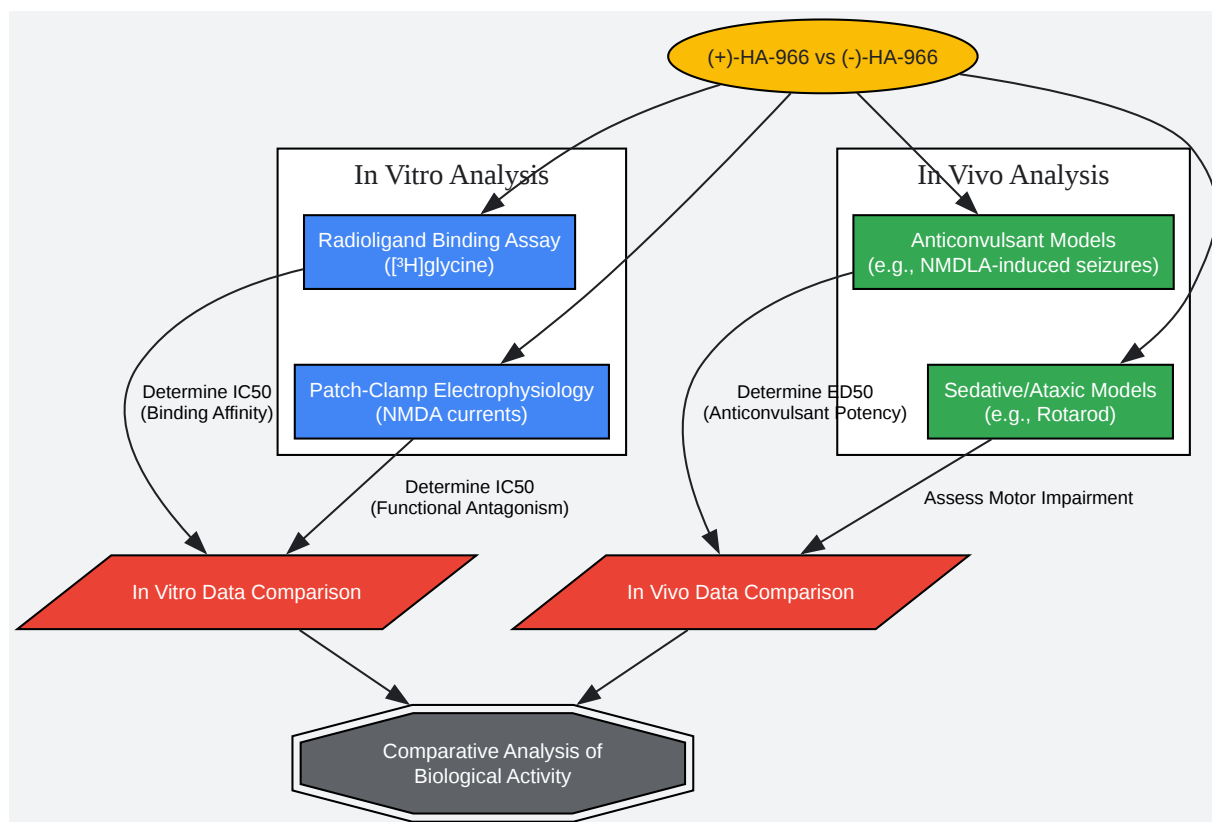 (+)-HA-966 vs (-)-HA-966
In Vitro Analysis
In Vivo Analysis
Radioligand Binding Assay
([³H]glycine)
Anticonvulsant Models
(e.g., NMDLA-induced seizures)
Determine IC50
(Binding Affinity)
Patch-Clamp Electrophysiology
(NMDA currents)
Determine ED50
(Anticonvulsant Potency)
Sedative/Ataxic Models
(e.g., Rotarod)
Determine IC50
(Functional Antagonism)
Assess Motor Impairment
In Vitro Data Comparison
In Vivo Data Comparison
Comparative Analysis of
Biological Activity